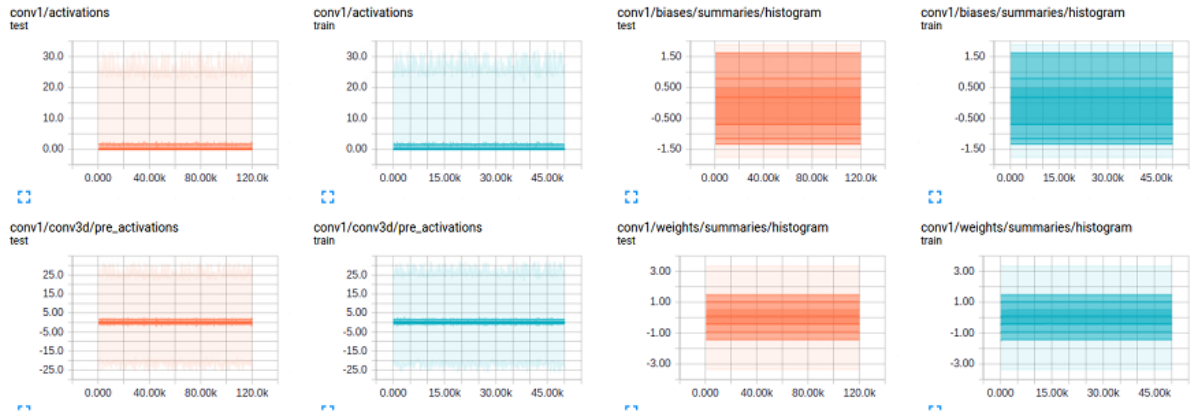 conv1/activations
test
30.0
20.0
10.0
0.00
0.000 40.00k 80.00k 120.0k
conv1/activations
train
30.0
20.0
10.0
0.00
0.000 15.00k 30.00k 45.00k
conv1/biases/summaries/histogram
test
1.50
0.500
-0.500
-1.50
0.000 40.00k 80.00k 120.0k
conv1/biases/summaries/histogram
train
1.50
0.500
-0.500
-1.50
0.000 15.00k 30.00k 45.00k
conv1/conv3d/pre_activations
test
25.0
15.0
5.00
-5.00
-15.0
-25.0
0.000 40.00k 80.00k 120.0k
conv1/conv3d/pre_activations
train
25.0
15.0
5.00
-5.00
-15.0
-25.0
0.000 15.00k 30.00k 45.00k
conv1/weights/summaries/histogram
test
3.00
1.00
-1.00
-3.00
0.000 40.00k 80.00k 120.0k
conv1/weights/summaries/histogram
train
3.00
1.00
-1.00
-3.00
0.000 15.00k 30.00k 45.00k